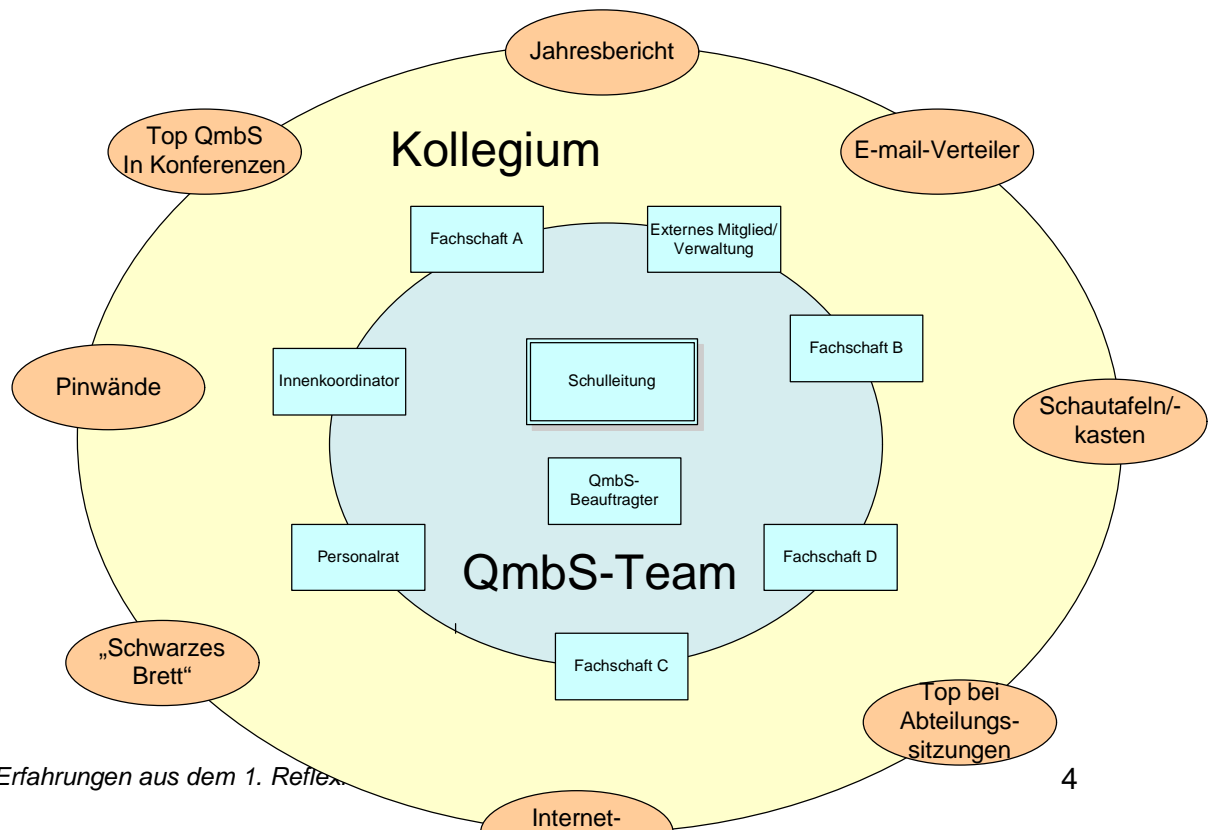 Jahresbericht
Top QmbS
In Konferenzen
Kollegium
E-mail-Verteiler
Fachschaft A
Externes Mitglied/
Verwaltung
Fachschaft B
Innenkoordinator
Schulleitung
Pinwände
Schautafeln/-
kasten
QmbS-
Beauftragter
Personalrat
QmbS-Team
Fachschaft D
„Schwarzes
Brett“
Fachschaft C
Top bei
Abteilungs-
sitzungen
Erfahrungen aus dem 1.
4
Internet-